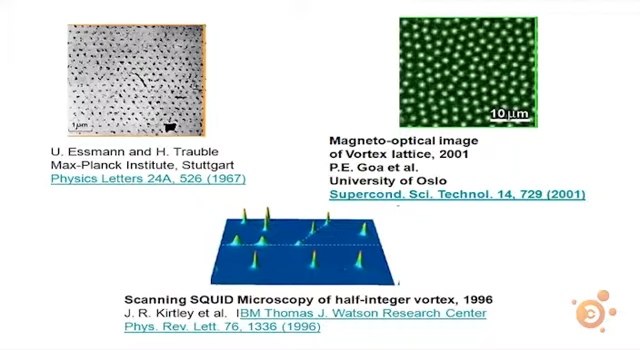 1μm
U. Essmann and H. Trauble
Max-Planck Institute, Stuttgart
Physics Letters 24A, 526 (1967)
10 μm
Magneto-optical image
of Vortex lattice, 2001
P.E. Goa et al.
University of Oslo
Supercond. Sci. Technol. 14, 729 (2001)
Scanning SQUID Microscopy of half-integer vortex, 1996
J. R. Kirtley et al. IBM Thomas J. Watson Research Center
Phys. Rev. Lett. 76, 1336 (1996)